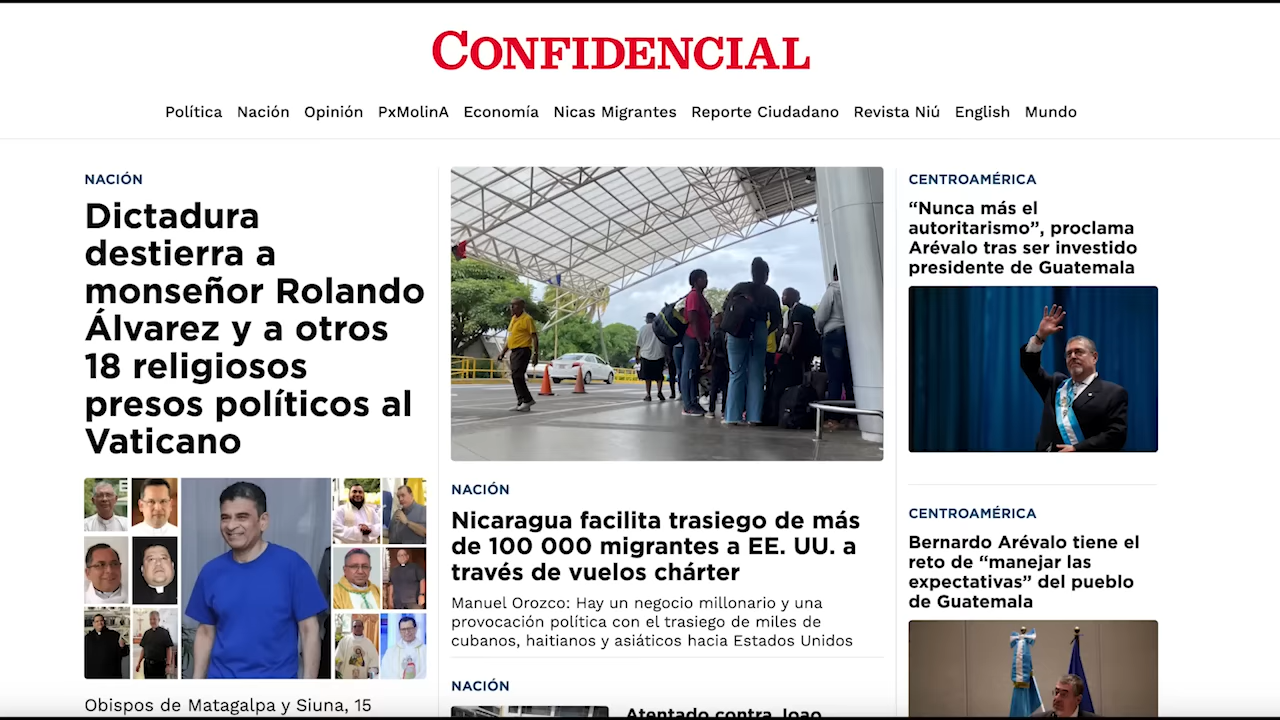 CONFIDENCIAL
Política Nación Opinión PxMolinA Economía Nicas Migrantes Reporte Ciudadano Revista Niú English Mundo
NACIÓN
Dictadura
destierra a
monseñor Rolando
Álvarez y a otros
18 religiosos
presos políticos al
Vaticano
Obispos de Matagalpa y Siuna, 15
NACIÓN
Nicaragua facilita trasiego de más
de 100 000 migrantes a EE. UU. a
través de vuelos chárter
Manuel Orozco: Hay un negocio millonario y una
provocación política con el trasiego de miles de
cubanos, haitianos y asiáticos hacia Estados Unidos
NACIÓN
Atentado contra Joao
CENTROAMÉRICA
“Nunca más el
autoritarismo”, proclama
Arévalo tras ser investido
presidente de Guatemala
CENTROAMÉRICA
Bernardo Arévalo tiene el
reto de “manejar las
expectativas” del pueblo
de Guatemala